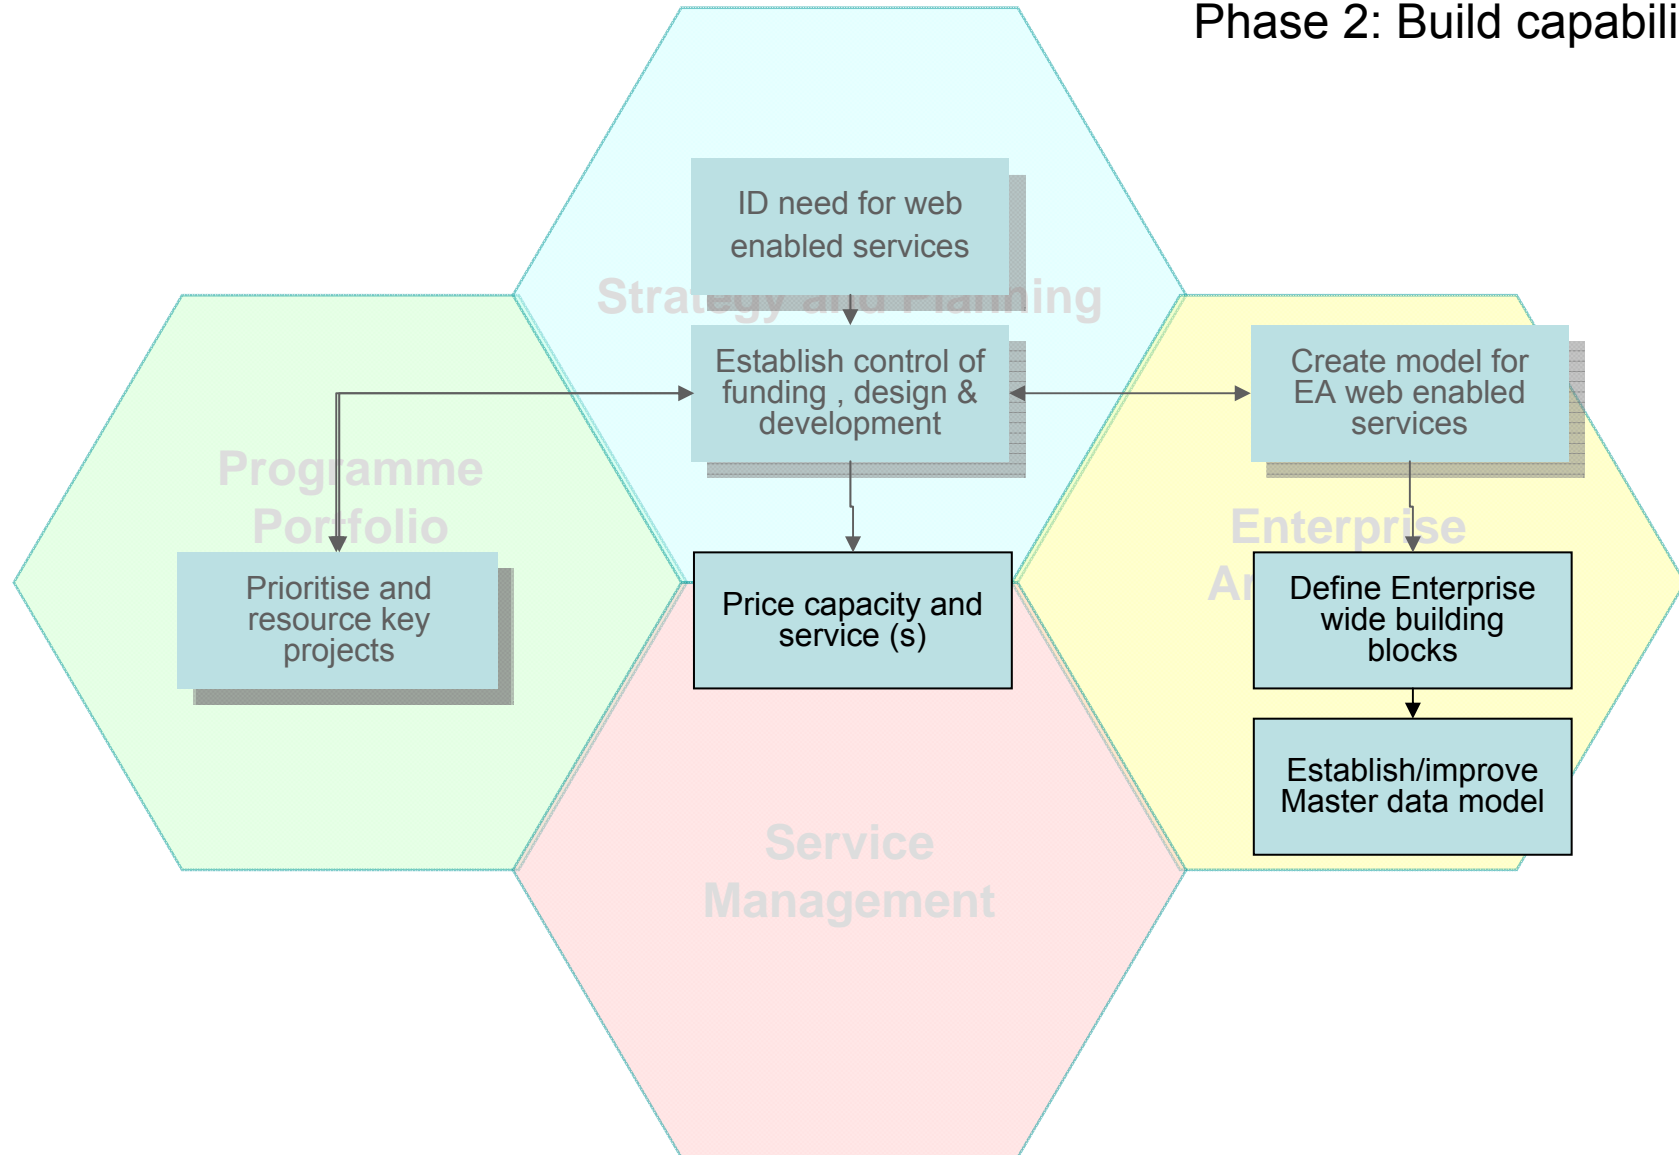 Phase 2: Build capabili
ID need for web
enabled services
Strategy and Planning
Establish control of
funding , design &
development
Create model for
EA web enabled
services
Programme
Portfolio
Enterprise
Prioritise and
resource key
projects
Price capacity and
service (s)
Define Enterprise
wide building
blocks
Establish/improve
Master data model
Service
Management